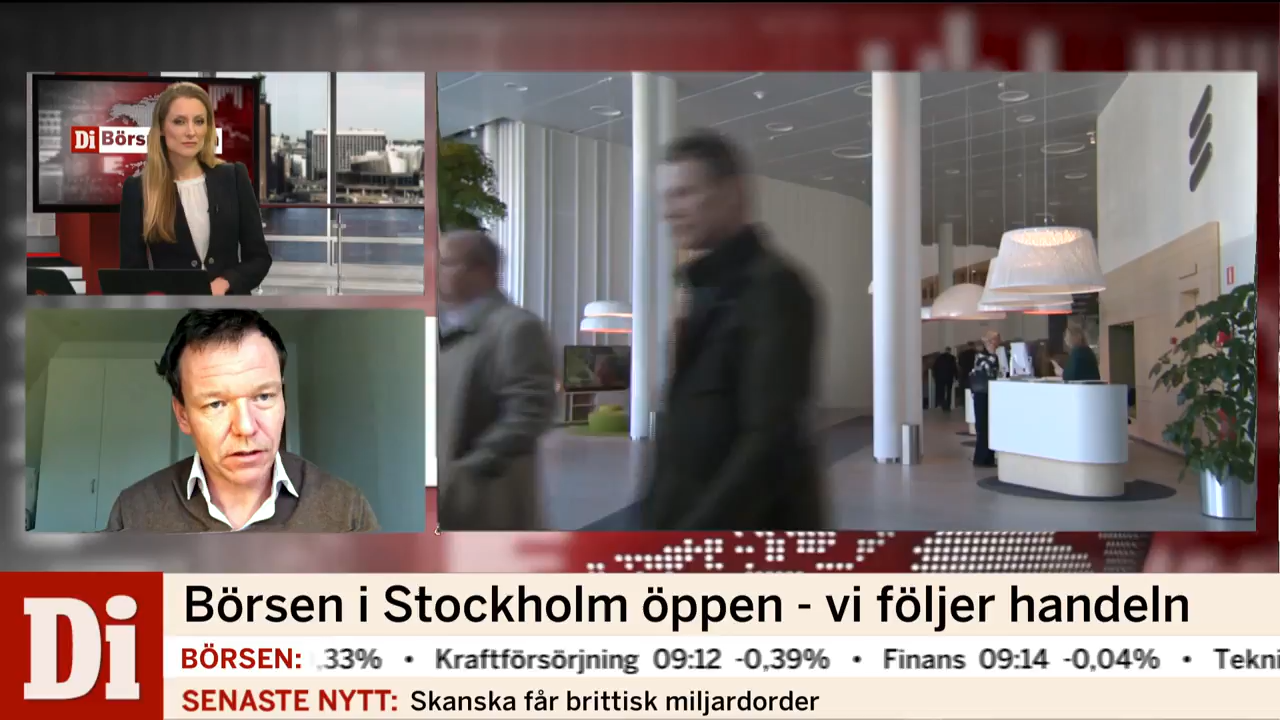 Di Börs
Börsen i Stockholm öppen - vi följer handeln
Di
BÖRSEN: ,33% • Kraftförsörjning 09:12 -0,39% • Finans 09:14 -0,04% • Tekni
SENASTE NYTT: Skanska får brittisk miljardorder